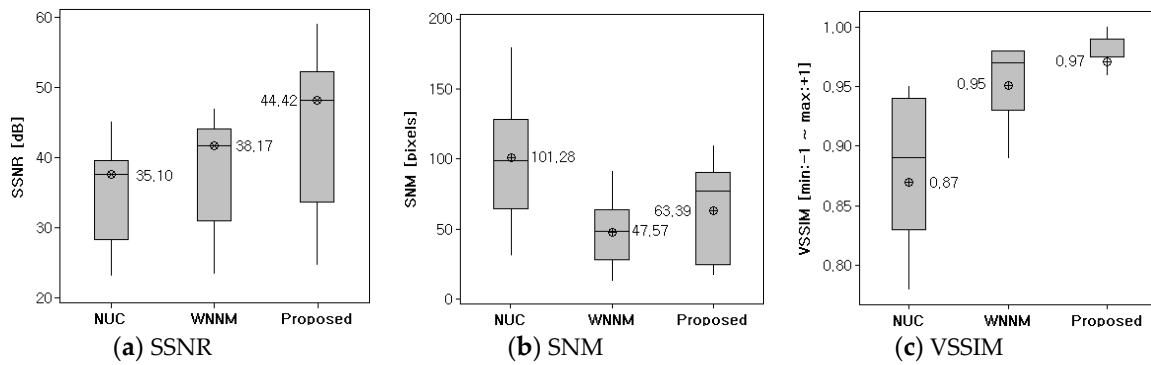 60
50
40
30
20
SSNR [dB]
35,10
38,17
44,42
NUC WNNM Proposed
(a) SSNR
200
150
100
50
0
SNM [pixels]
101,28
47,57
63,39
NUC WNNM Proposed
(b) SNM
1,00
0,95
0,90
0,85
0,80
VSSIM [min:-1 ~ max:+1]
0,87
0,95
0,97
NUC WNNM Proposed
(c) VSSIM